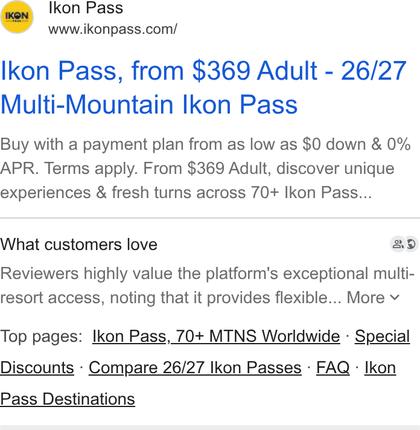 IKON
PASS
Ikon Pass
www.ikonpass.com/
Ikon Pass, from $369 Adult - 26/27
Multi-Mountain Ikon Pass
Buy with a payment plan from as low as $0 down & 0%
APR. Terms apply. From $369 Adult, discover unique
experiences & fresh turns across 70+ Ikon Pass...
What customers love
Reviewers highly value the platform's exceptional multi-
resort access, noting that it provides flexible... More
Top pages: Ikon Pass, 70+ MTNS Worldwide · Special
Discounts · Compare 26/27 Ikon Passes · FAQ · Ikon
Pass Destinations